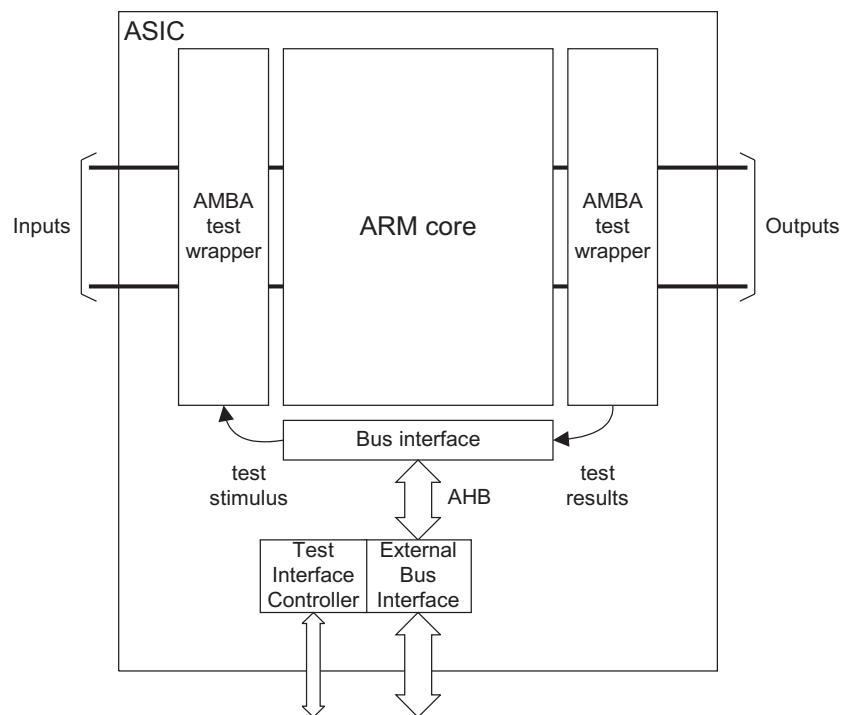 ASIC
AMBA
test
wrapper
ARM core
AMBA
test
wrapper
Inputs
Outputs
Bus interface
test
stimulus
AHB
test
results
Test
Interface
Controller
External
Bus
Interface